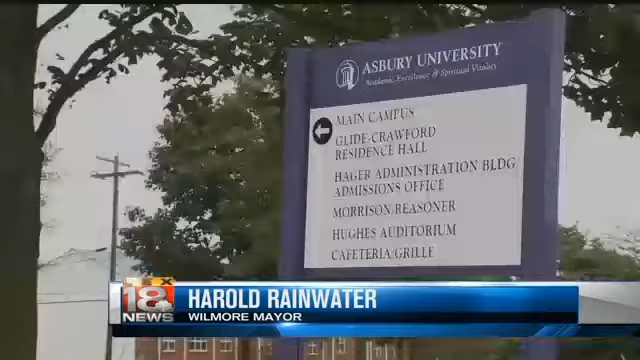 ASBURY UNIVERSITY
Academic Excellence & Spiritual Vitality
MAIN CAMPUS
GLIDE-CRAWFORD
RESIDENCE HALL
HAGER ADMINISTRATION BLDG
ADMISSIONS OFFICE
MORRISON REASONER
HUGHES AUDITORIUM
CAFETERIA/GRILLE
18
NEWS
HAROLD RAINWATER
WILMORE MAYOR